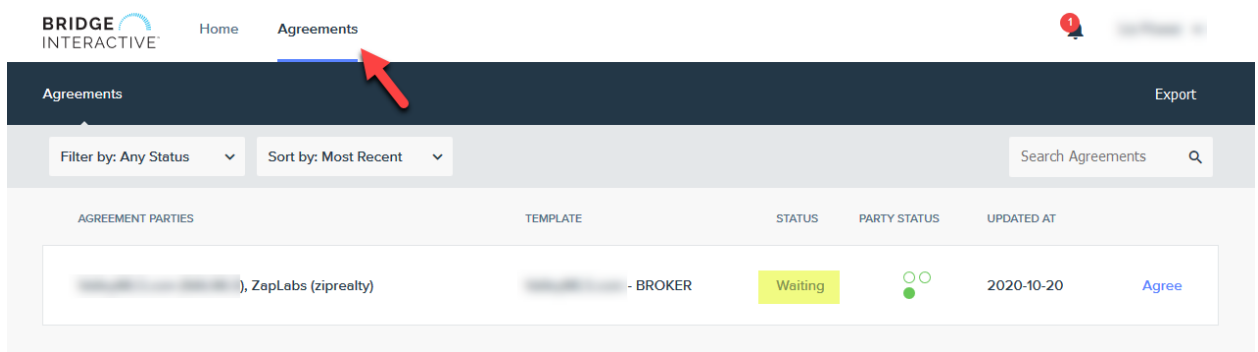 BRIDGE
INTERACTIVE
Home
Agreements
1
Agreements
Export
Filter by: Any Status
Sort by: Most Recent
Search Agreements
AGREEMENT PARTIES
TEMPLATE
STATUS
PARTY STATUS
UPDATED AT
), ZapLabs (ziprealty)
- BROKER
Waiting
2020-10-20
Agree